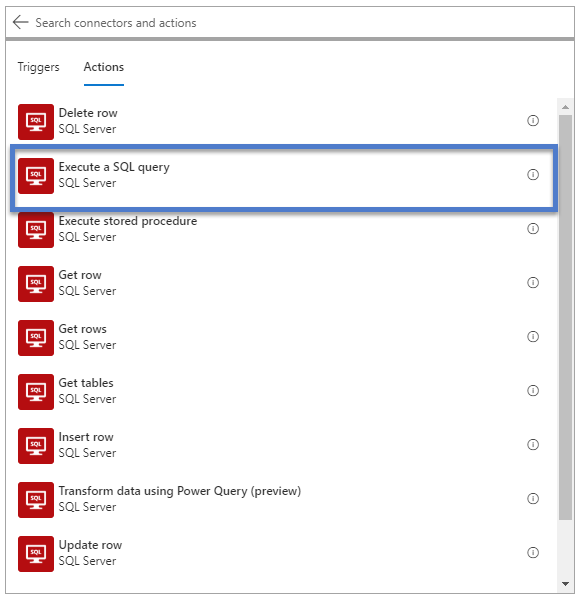 Search connectors and actions
Triggers Actions
SQL
Delete row
SQL Server
SQL
Execute a SQL query
SQL Server
SQL
Execute stored procedure
SQL Server
SQL
Get row
SQL Server
SQL
Get rows
SQL Server
SQL
Get tables
SQL Server
SQL
Insert row
SQL Server
SQL
Transform data using Power Query (preview)
SQL Server
SQL
Update row
SQL Server